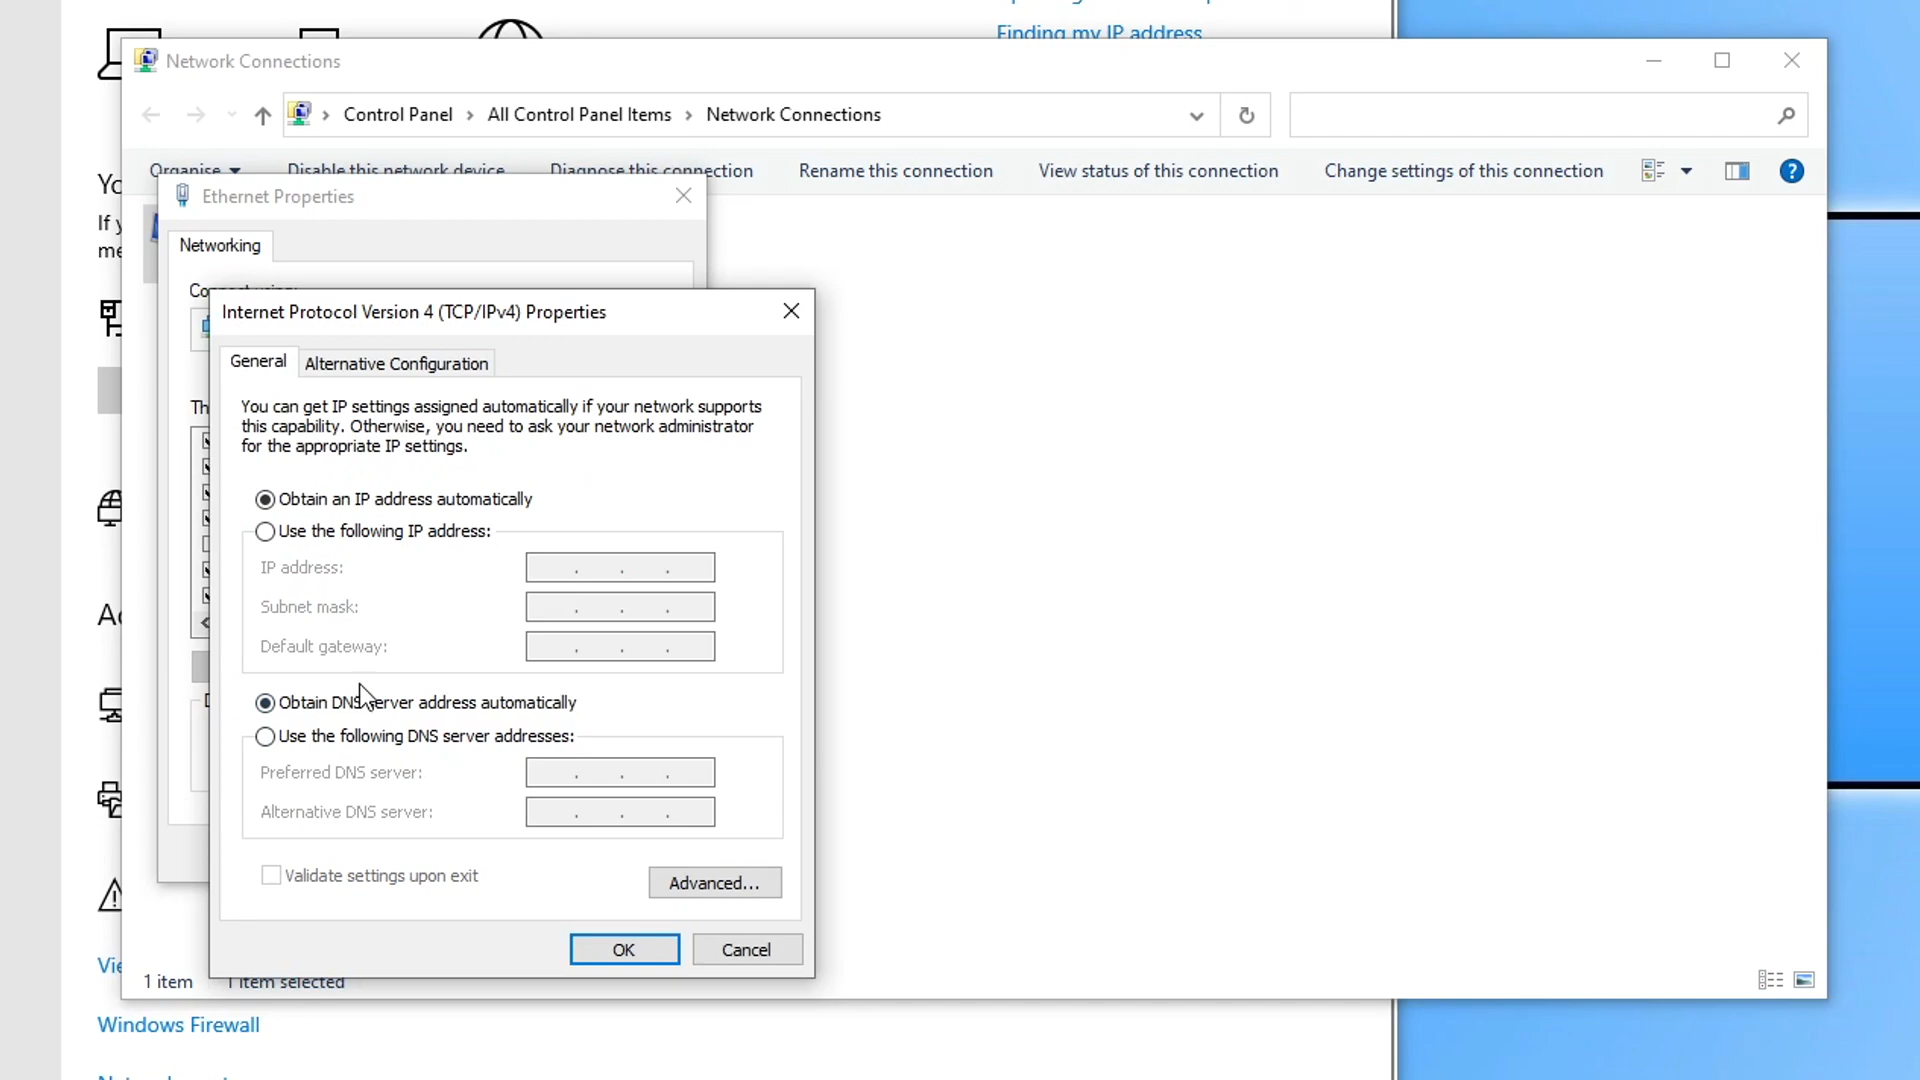 Finding my IP address
Network Connections
Control Panel > All Control Panel Items > Network Connections
Organise Disable this network device Diagnose this connection Rename this connection View status of this connection Change settings of this connection
Ethernet Properties
Networking
Internet Protocol Version 4 (TCP/IPv4) Properties
General Alternative Configuration
You can get IP settings assigned automatically if your network supports
this capability. Otherwise, you need to ask your network administrator
for the appropriate IP settings.
Obtain an IP address automatically
Use the following IP address:
IP address:
Subnet mask:
Default gateway:
Obtain DNS server address automatically
Use the following DNS server addresses:
Preferred DNS server:
Alternative DNS server:
Validate settings upon exit
Advanced...
OK Cancel
1 item 1 item selected
Windows Firewall